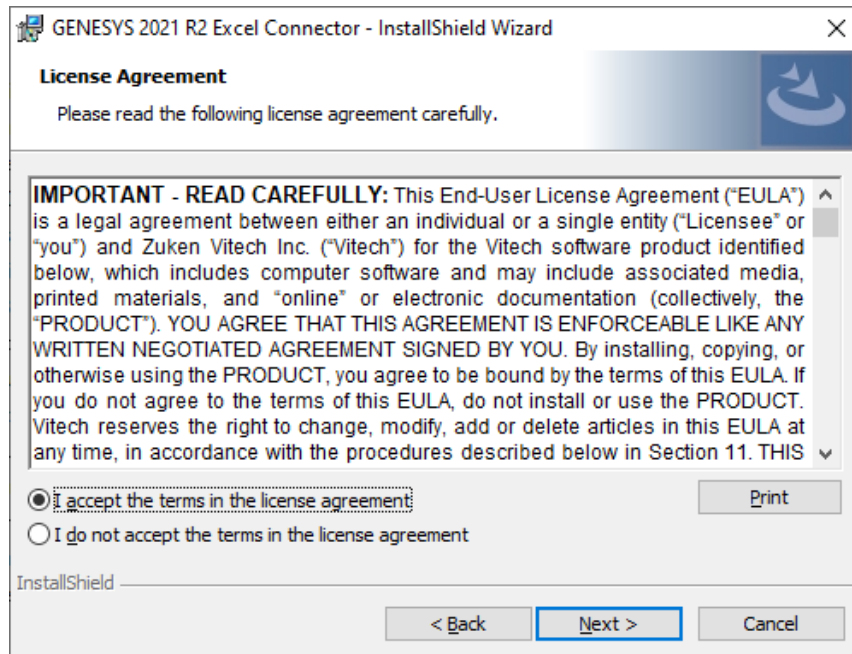 GENESYS 2021 R2 Excel Connector - InstallShield Wizard
License Agreement
Please read the following license agreement carefully.
IMPORTANT - READ CAREFULLY: This End-User License Agreement (“EULA”)
is a legal agreement between either an individual or a single entity (“Licensee” or
“you”) and Zuken Vitech Inc. (“Vitech”) for the Vitech software product identified
below, which includes computer software and may include associated media,
printed materials, and “online” or electronic documentation (collectively, the
“PRODUCT”). YOU AGREE THAT THIS AGREEMENT IS ENFORCEABLE LIKE ANY
WRITTEN NEGOTIATED AGREEMENT SIGNED BY YOU. By installing, copying, or
otherwise using the PRODUCT, you agree to be bound by the terms of this EULA. If
you do not agree to the terms of this EULA, do not install or use the PRODUCT.
Vitech reserves the right to change, modify, add or delete articles in this EULA at
any time, in accordance with the procedures described below in Section 11. THIS
I accept the terms in the license agreement
Print
I do not accept the terms in the license agreement
InstallShield
< Back
Next >
Cancel